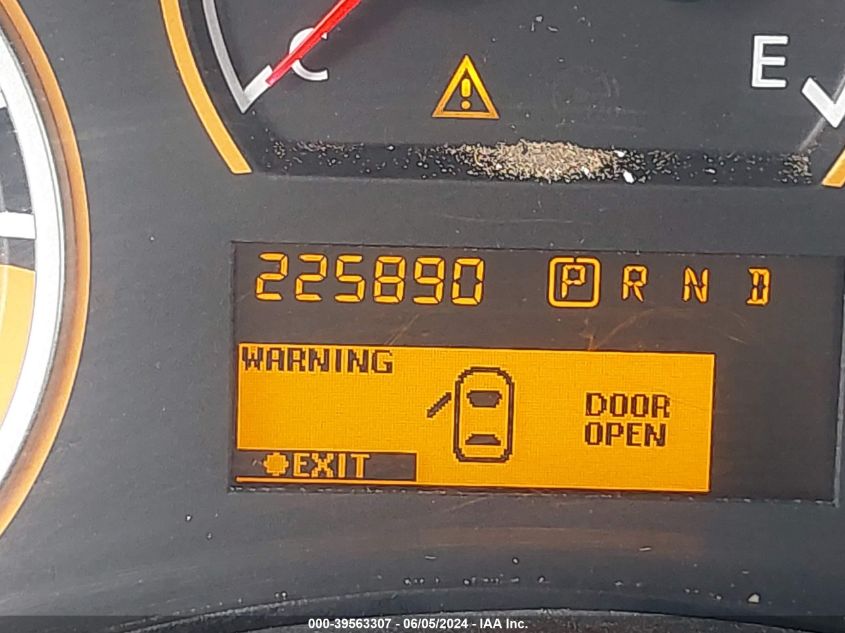 C
E
225890 P R N D
WARNING
DOOR
OPEN
EXIT
000-39563307 - 06/05/2024 - IAA Inc.